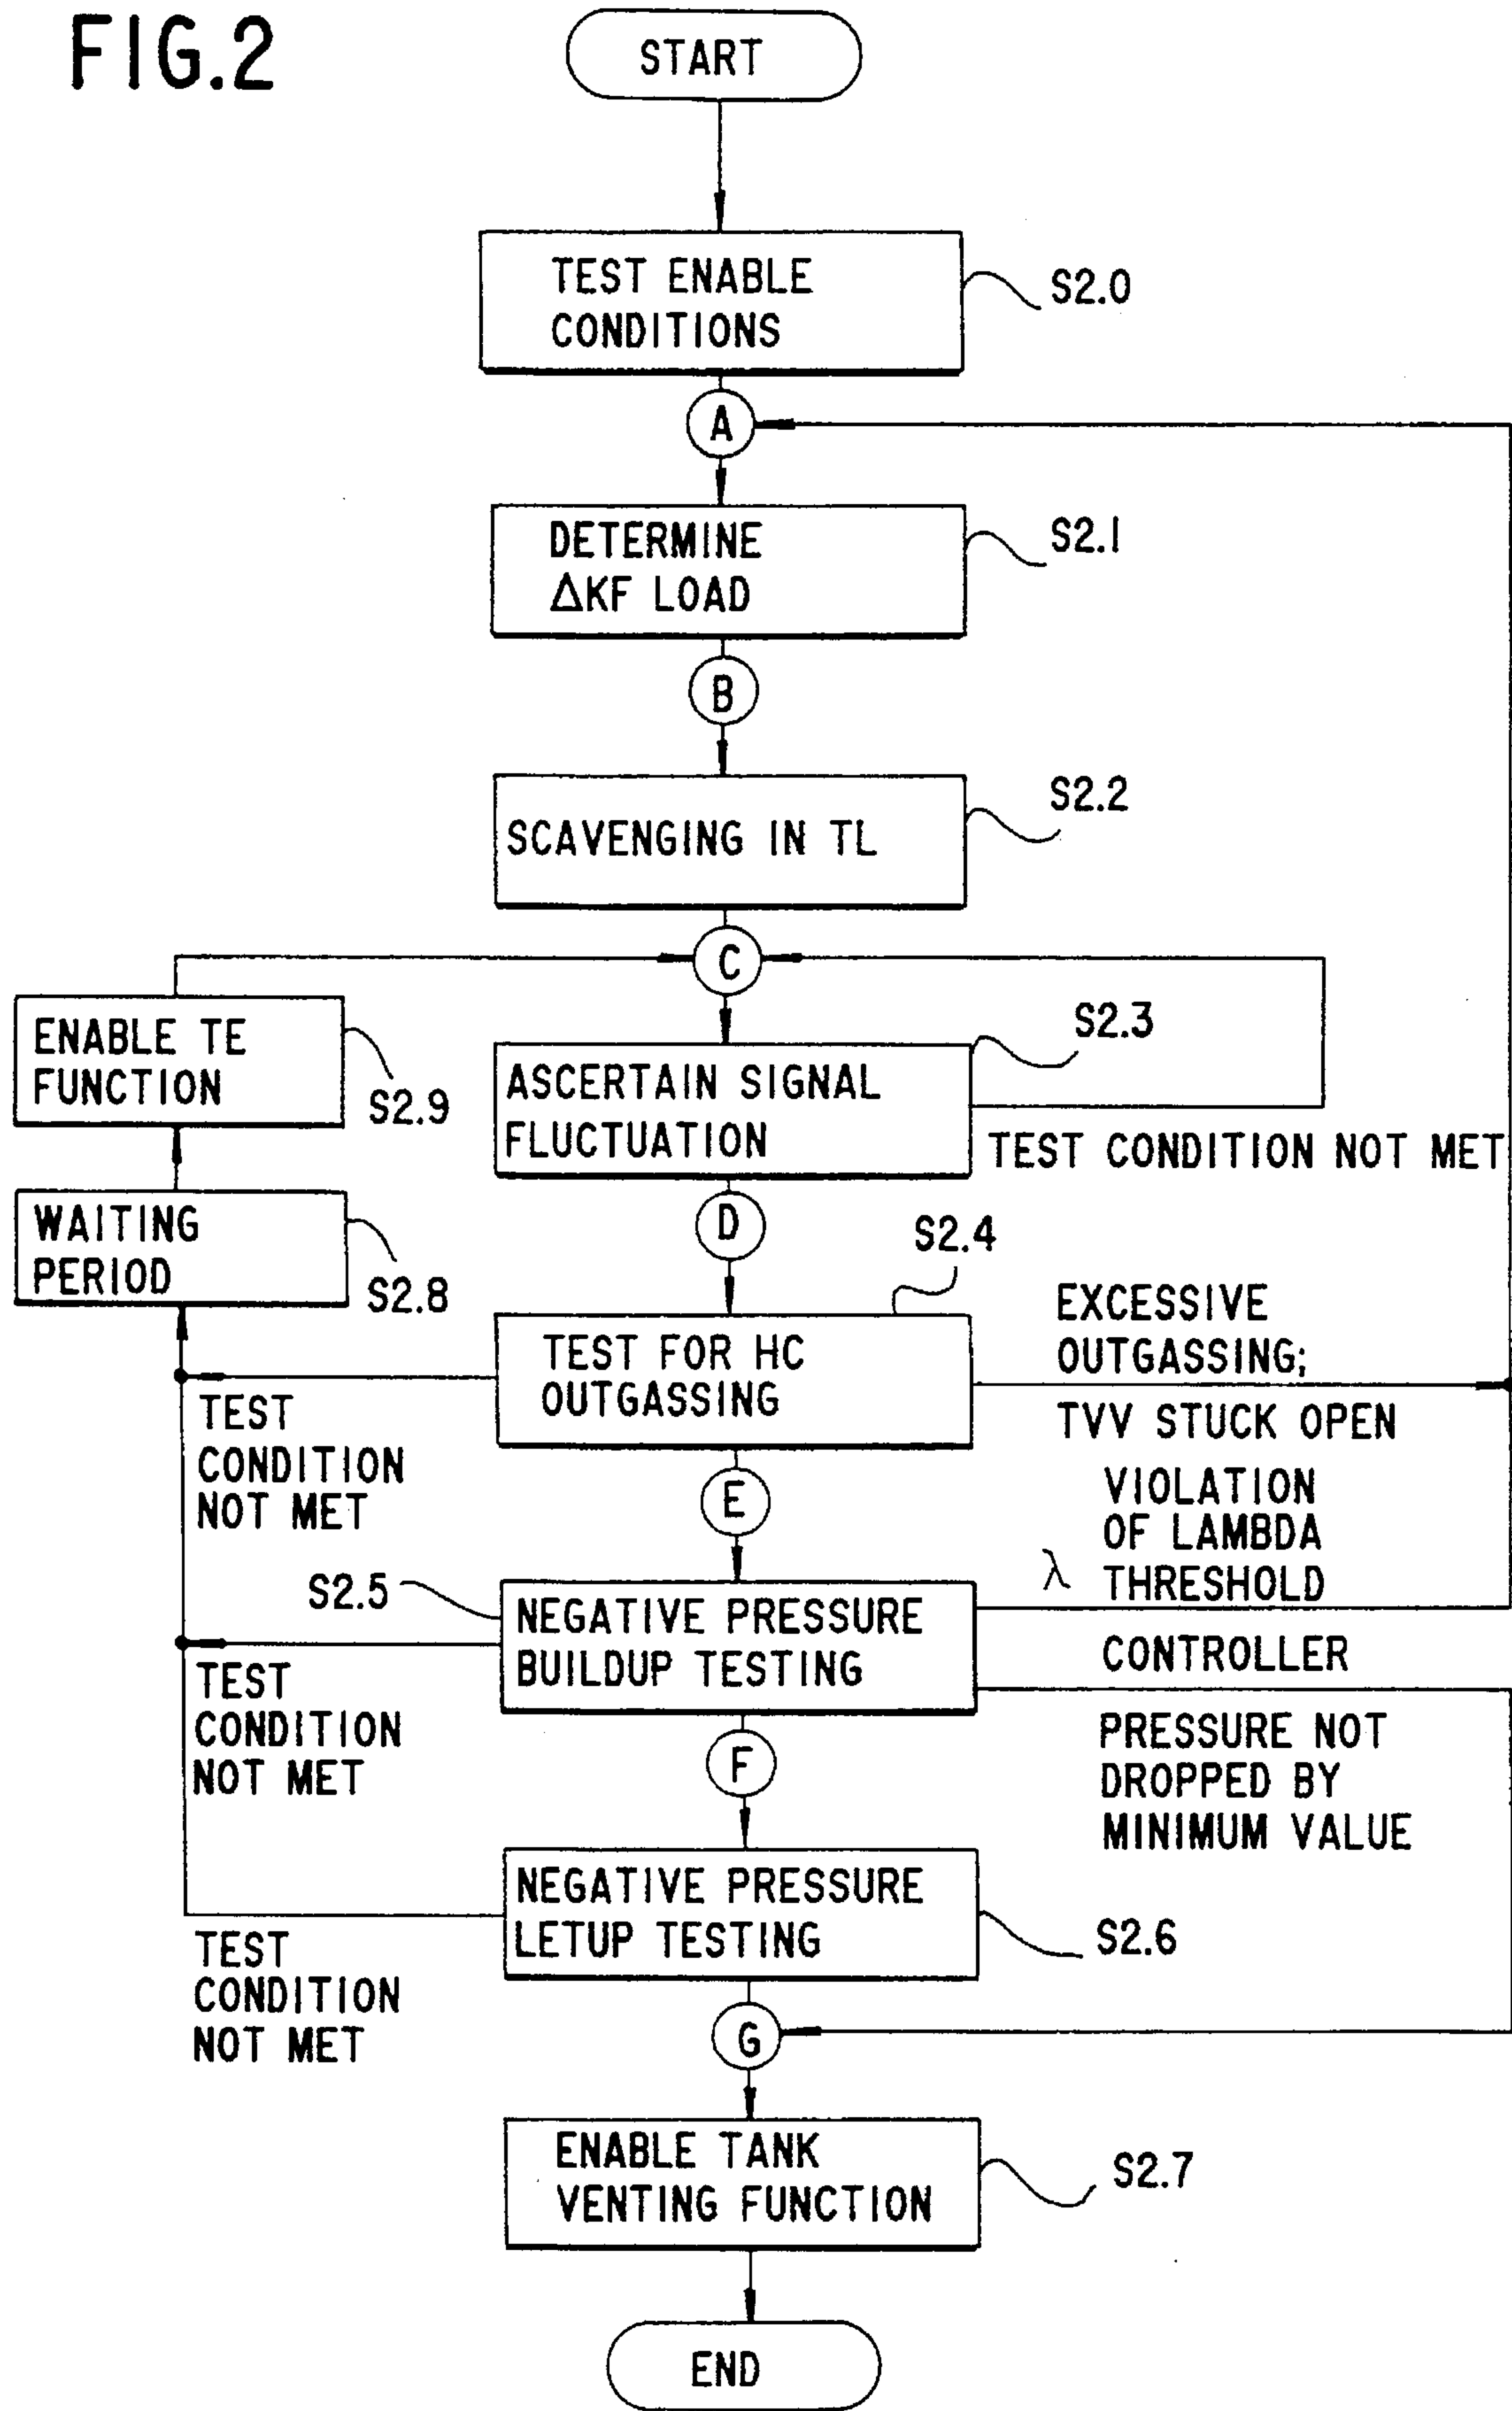 FIG.2
START
TEST ENABLE
CONDITIONS
S2.0
A
DETERMINE
ΔKF LOAD
S2.1
B
SCAVENGING IN TL
S2.2
C
ENABLE TE
FUNCTION
S2.9
ASCERTAIN SIGNAL
FLUCTUATION
S2.3
TEST CONDITION NOT MET
WAITING
PERIOD
S2.8
D
S2.4
TEST FOR HC
OUTGASSING
EXCESSIVE
OUTGASSING;
TVV STUCK OPEN
TEST
CONDITION
NOT MET
E
VIOLATION
OF LAMBDA
λ THRESHOLD
S2.5
NEGATIVE PRESSURE
BUILDUP TESTING
CONTROLLER
TEST
CONDITION
NOT MET
F
PRESSURE NOT
DROPPED BY
MINIMUM VALUE
NEGATIVE PRESSURE
LETUP TESTING
S2.6
TEST
CONDITION
NOT MET
G
ENABLE TANK
VENTING FUNCTION
S2.7
END